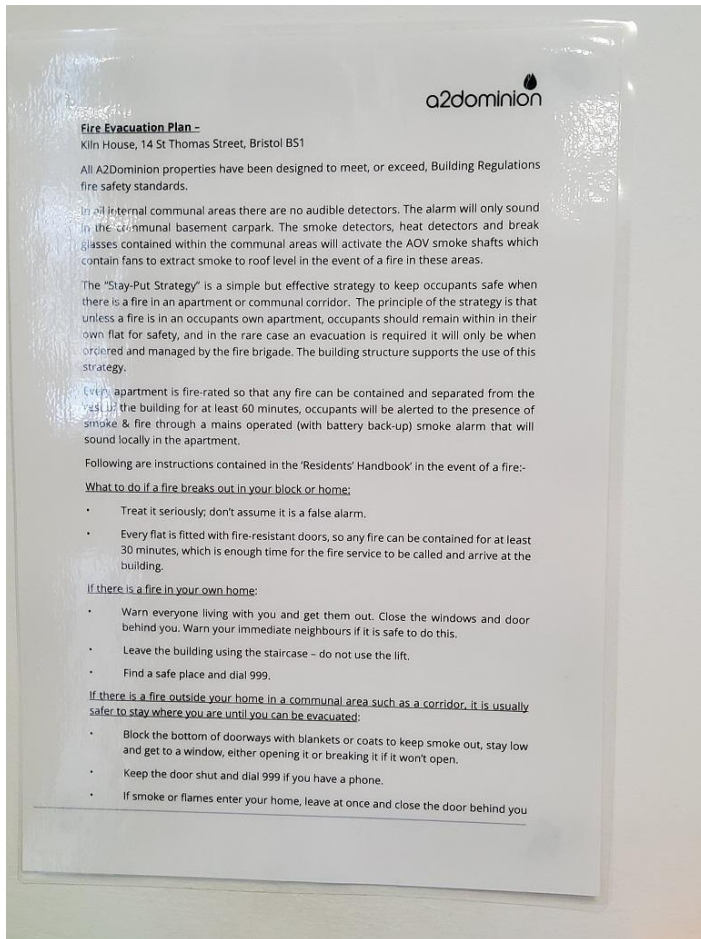 a2dominion
Fire Evacuation Plan –
Kiln House, 14 St Thomas Street, Bristol BS1
All A2Dominion properties have been designed to meet, or exceed, Building Regulations
fire safety standards.
In all internal communal areas there are no audible detectors. The alarm will only sound
in the communal basement carpark. The smoke detectors, heat detectors and break
glasses contained within the communal areas will activate the AOV smoke shafts which
contain fans to extract smoke to roof level in the event of a fire in these areas.
The “Stay-Put Strategy” is a simple but effective strategy to keep occupants safe when
there is a fire in an apartment or communal corridor. The principle of the strategy is that
unless a fire is in an occupants own apartment, occupants should remain within in their
own flat for safety, and in the rare case an evacuation is required it will only be when
ordered and managed by the fire brigade. The building structure supports the use of this
strategy.
Every apartment is fire-rated so that any fire can be contained and separated from the
rest of the building for at least 60 minutes, occupants will be alerted to the presence of
smoke & fire through a mains operated (with battery back-up) smoke alarm that will
sound locally in the apartment.
Following are instructions contained in the ‘Residents’ Handbook’ in the event of a fire:-
What to do if a fire breaks out in your block or home:
• Treat it seriously; don’t assume it is a false alarm.
• Every flat is fitted with fire-resistant doors, so any fire can be contained for at least
30 minutes, which is enough time for the fire service to be called and arrive at the
building.
If there is a fire in your own home:
• Warn everyone living with you and get them out. Close the windows and door
behind you. Warn your immediate neighbours if it is safe to do this.
• Leave the building using the staircase – do not use the lift.
• Find a safe place and dial 999.
If there is a fire outside your home in a communal area such as a corridor, it is usually
safer to stay where you are until you can be evacuated:
• Block the bottom of doorways with blankets or coats to keep smoke out, stay low
and get to a window, either opening it or breaking it if it won’t open.
• Keep the door shut and dial 999 if you have a phone.
• If smoke or flames enter your home, leave at once and close the door behind you